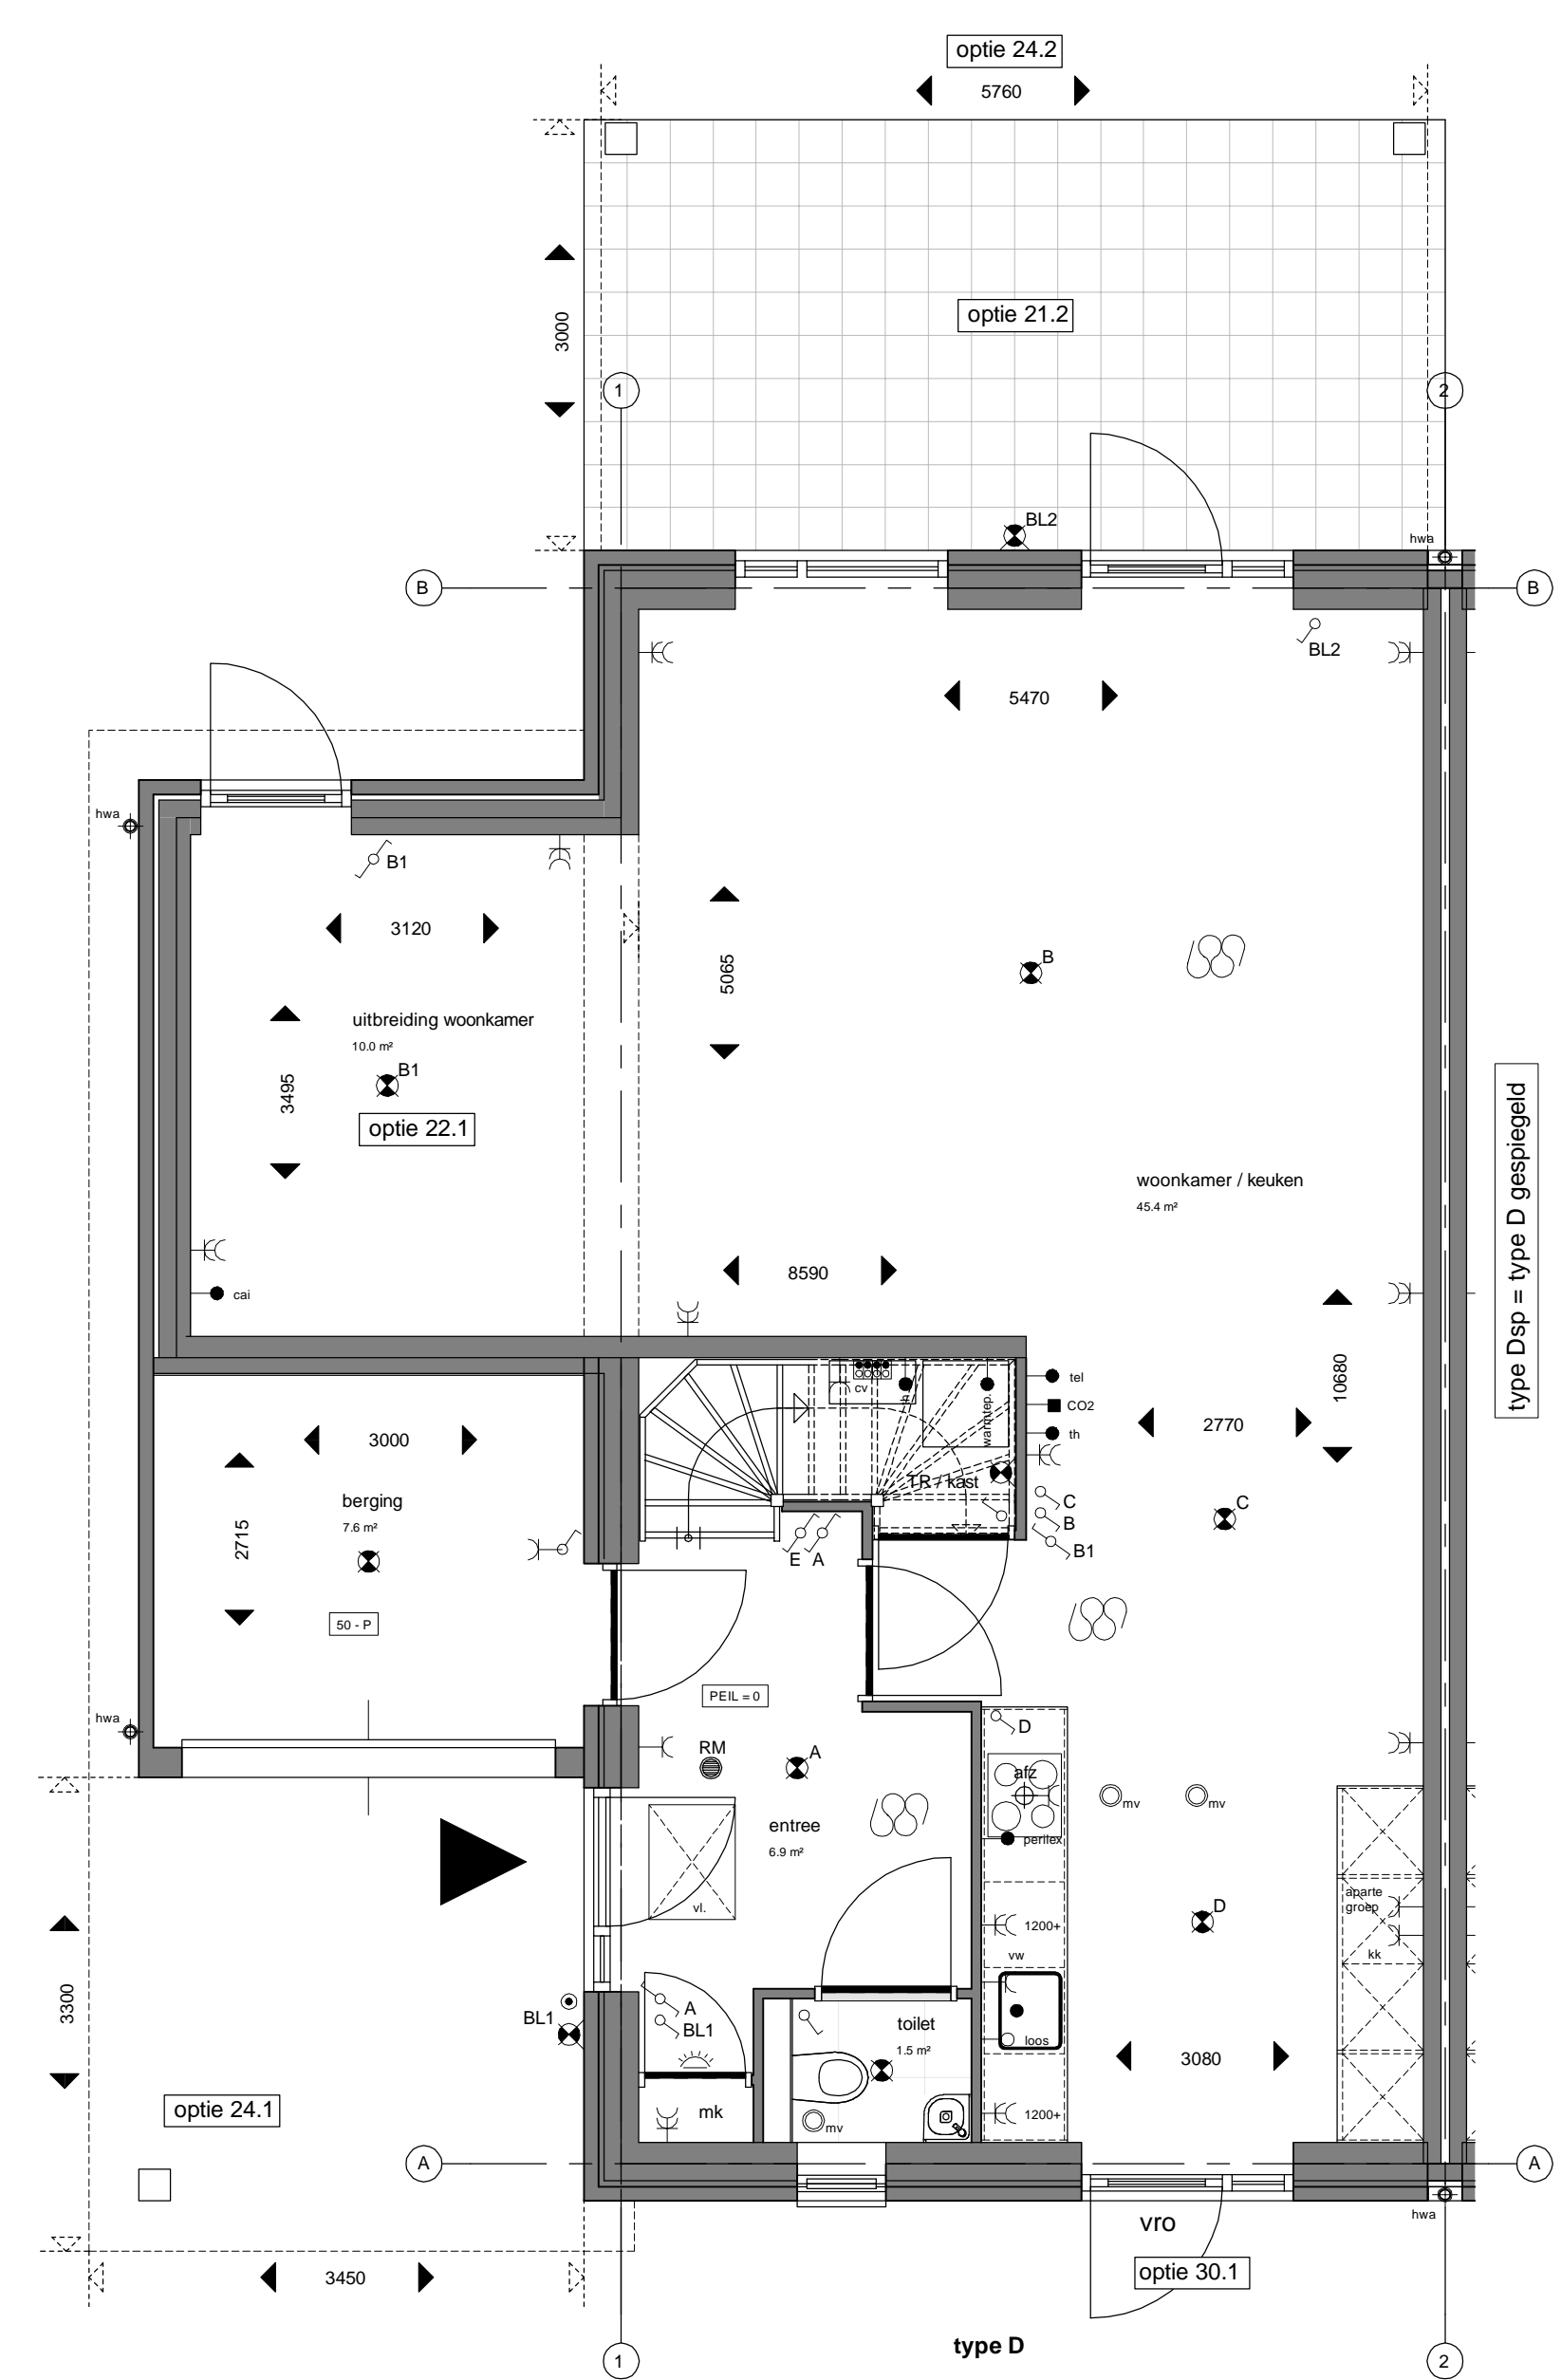 optie 24.2
5760
3000
optie 21.2
1
2
BL2
hwa
B
B
BL2
5470
hwa
B1
3120
5065
B
uitbreiding woonkamer
10.0 m²
3495
B1
optie 22.1
woonkamer / keuken
45.4 m²
type Dsp = type D gespiegeld
8590
cai
10680
cv
warmtep.
tel
CO2
th
2770
3000
berging
7.6 m²
2715
TR / kast
C
B
B1
C
E
A
50 - P
PEIL = 0
hwa
RM
A
D
afz
mv
mv
perilex
entree
6.9 m²
vl.
aparte
groep
kk
D
1200+
vw
3300
BL1
A
BL1
toilet
1.5 m²
loos
3080
optie 24.1
mk
mv
1200+
A
A
hwa
vro
optie 30.1
3450
type D
1
2